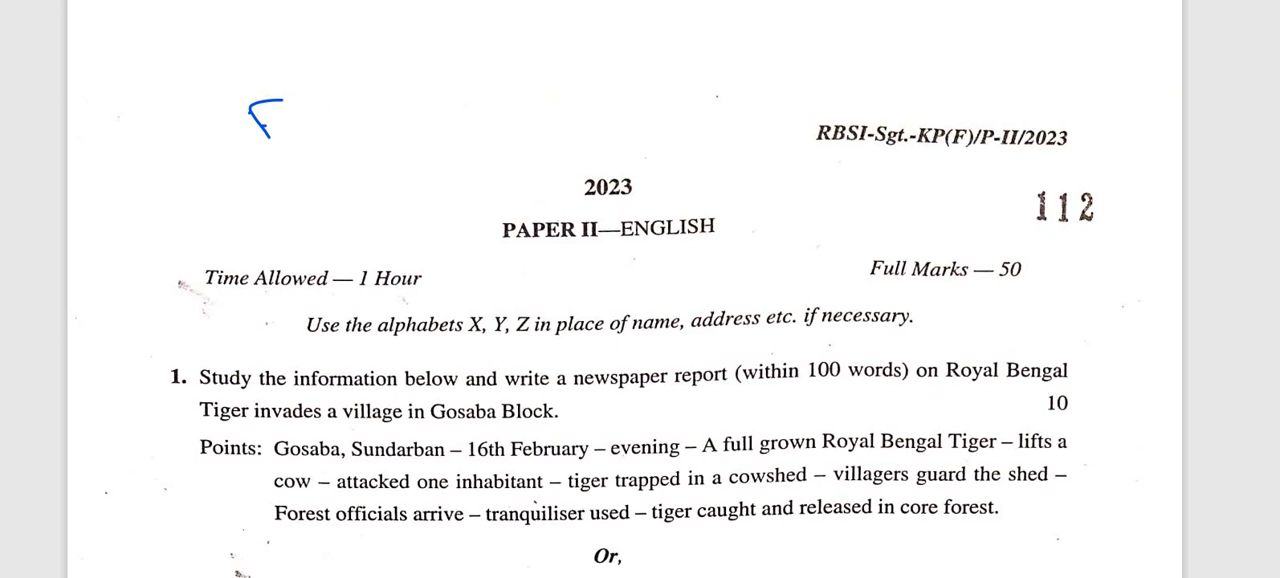 RBSI-Sgt.-KP(F)/P-II/2023
2023
112
PAPER II—ENGLISH
Time Allowed — 1 Hour
Full Marks — 50
Use the alphabets X, Y, Z in place of name, address etc. if necessary.
1. Study the information below and write a newspaper report (within 100 words) on Royal Bengal
Tiger invades a village in Gosaba Block. 10
Points: Gosaba, Sundarban – 16th February – evening – A full grown Royal Bengal Tiger – lifts a
cow – attacked one inhabitant – tiger trapped in a cowshed – villagers guard the shed –
Forest officials arrive – tranquiliser used – tiger caught and released in core forest.
Or,